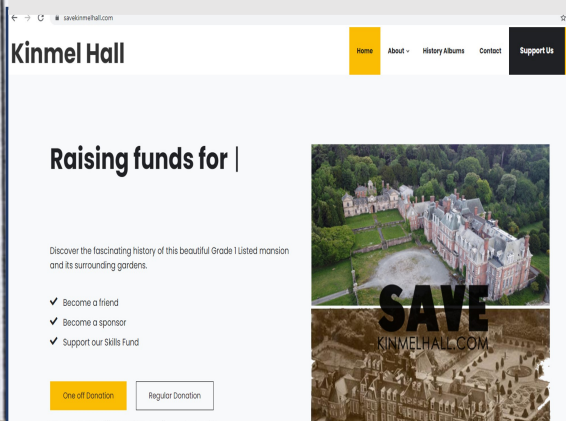 savekinmelhall.com
Kinmel Hall
Home About History Albums Contact Support Us
Raising funds for |
Discover the fascinating history of this beautiful Grade 1 Listed mansion
and its surrounding gardens.
Become a friend
Become a sponsor
Support our Skills Fund
One off Donation Regular Donation
SAVE
KINMELHALL.COM